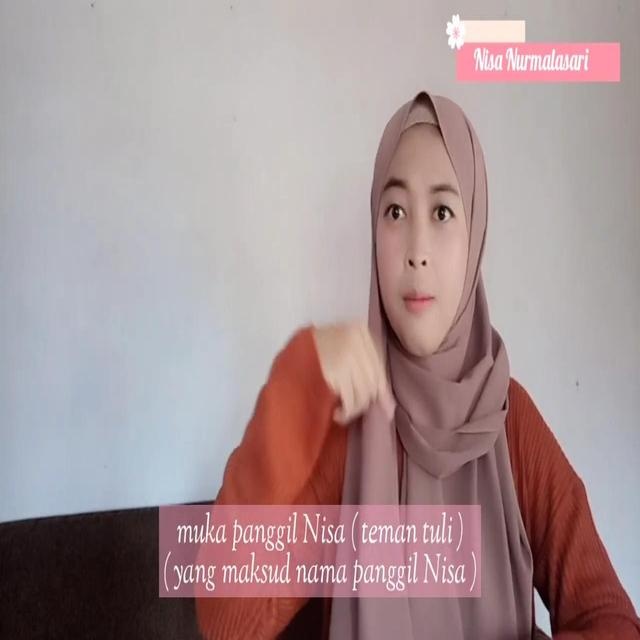 Nisa Nurmalasari
muka panggil Nisa ( teman tuli )
( yang maksud nama panggil Nisa )